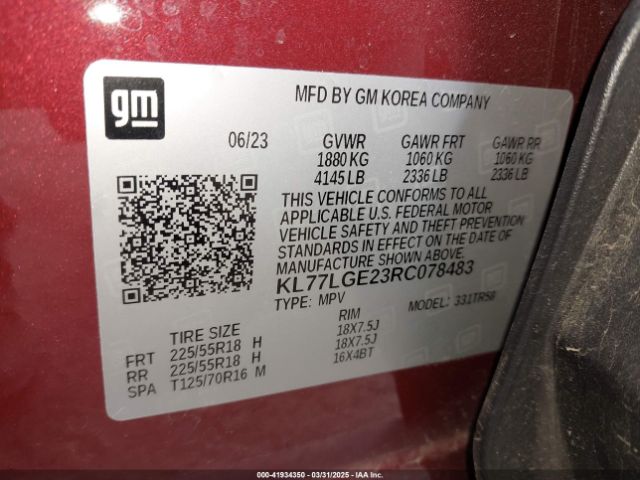 gm
MFD BY GM KOREA COMPANY
06/23 GVWR GAWR FRT GAWR RR
1880 KG 1060 KG 1060 KG
4145 LB 2336 LB 2336 LB
THIS VEHICLE CONFORMS TO ALL
APPLICABLE U.S. FEDERAL MOTOR
VEHICLE SAFETY AND THEFT PREVENTION
STANDARDS IN EFFECT ON THE DATE OF
MANUFACTURE SHOWN ABOVE.
KL77LGE23RC078483
TYPE: MPV MODEL: 331TR58
TIRE SIZE RIM
FRT 225/55R18 H 18X7.5J
RR 225/55R18 H 18X7.5J
SPA T125/70R16 M 16X4BT
000-41934350 03/31/2025 IAAI.COM